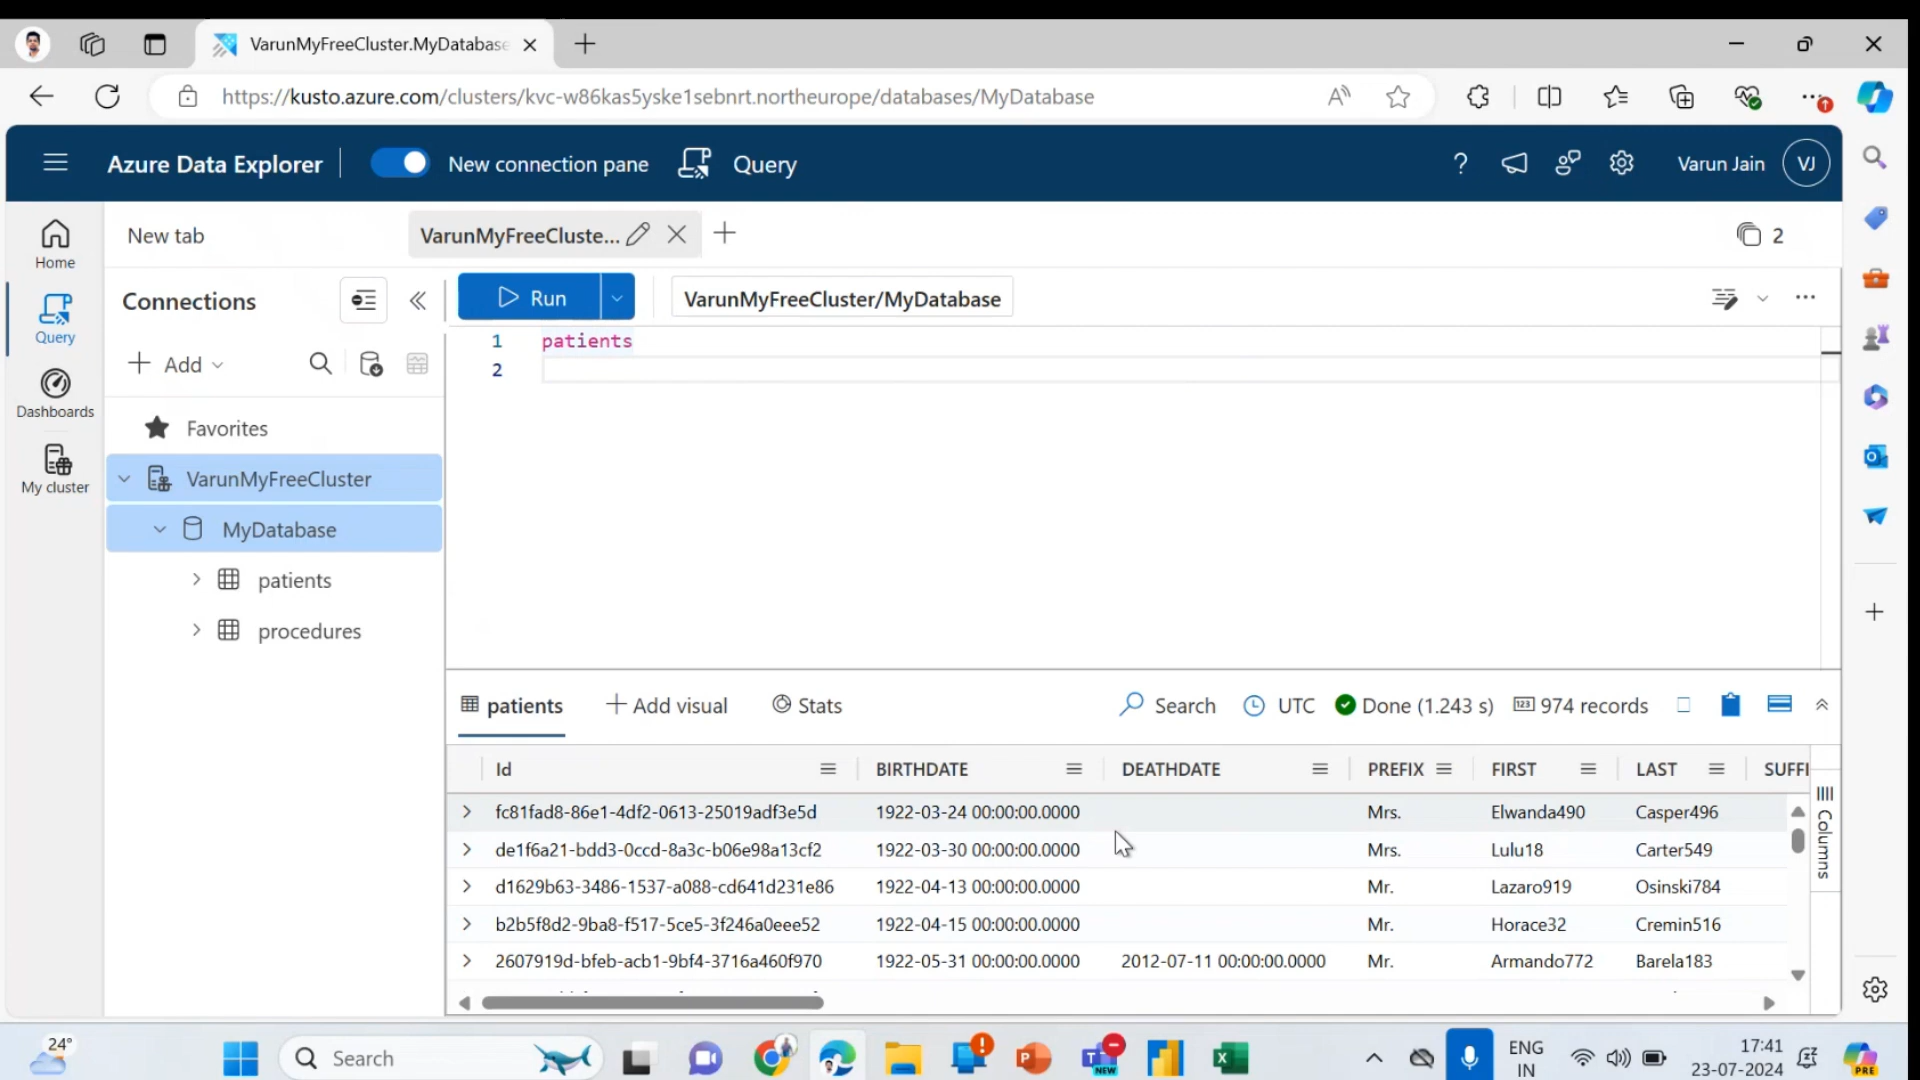 VarunMyFreeCluster.MyDatabase
https://kusto.azure.com/clusters/kvc-w86kas5yske1sebnrt.northeurope/databases/MyDatabase
Azure Data Explorer
New connection pane
Query
Varun Jain
VJ
Home
Query
Dashboards
My cluster
New tab
VarunMyFreeCluste...
2
Connections
Add
Run
VarunMyFreeCluster/MyDatabase
Favorites
VarunMyFreeCluster
MyDatabase
patients
procedures
1 patients
2
patients
Add visual
Stats
Search
UTC
Done (1.243 s)
974 records
Id BIRTHDATE DEATHDATE PREFIX FIRST LAST SUFFI
fc81fad8-86e1-4df2-0613-25019adf3e5d 1922-03-24 00:00:00.0000 Mrs. Elwanda490 Casper496
de1f6a21-bdd3-0ccd-8a3c-b06e98a13cf2 1922-03-30 00:00:00.0000 Mrs. Lulu18 Carter549
d1629b63-3486-1537-a088-cd641d231e86 1922-04-13 00:00:00.0000 Mr. Lazaro919 Osinski784
b2b5f8d2-9ba8-f517-5ce5-3f246a0eee52 1922-04-15 00:00:00.0000 Mr. Horace32 Cremin516
2607919d-bfeb-acb1-9bf4-3716a460f970 1922-05-31 00:00:00.0000 2012-07-11 00:00:00.0000 Mr. Armando772 Barela183
Columns
24°
Search
NEW
ENG
IN
17:41
23-07-2024
PRE